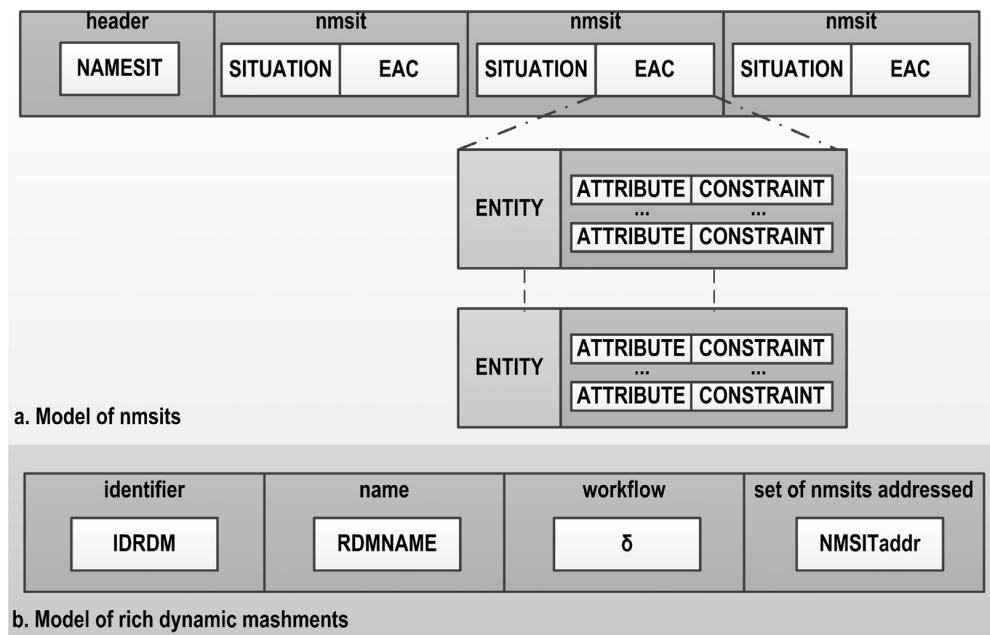 header nmsit nmsit nmsit
NAMESIT SITUATION EAC SITUATION EAC SITUATION EAC
ENTITY
ATTRIBUTE CONSTRAINT
... ...
ATTRIBUTE CONSTRAINT
ENTITY
ATTRIBUTE CONSTRAINT
... ...
ATTRIBUTE CONSTRAINT
a. Model of nmsits
identifier name workflow set of nmsits addressed
IDRDM RDMNAME δ NMSITaddr
b. Model of rich dynamic mashments